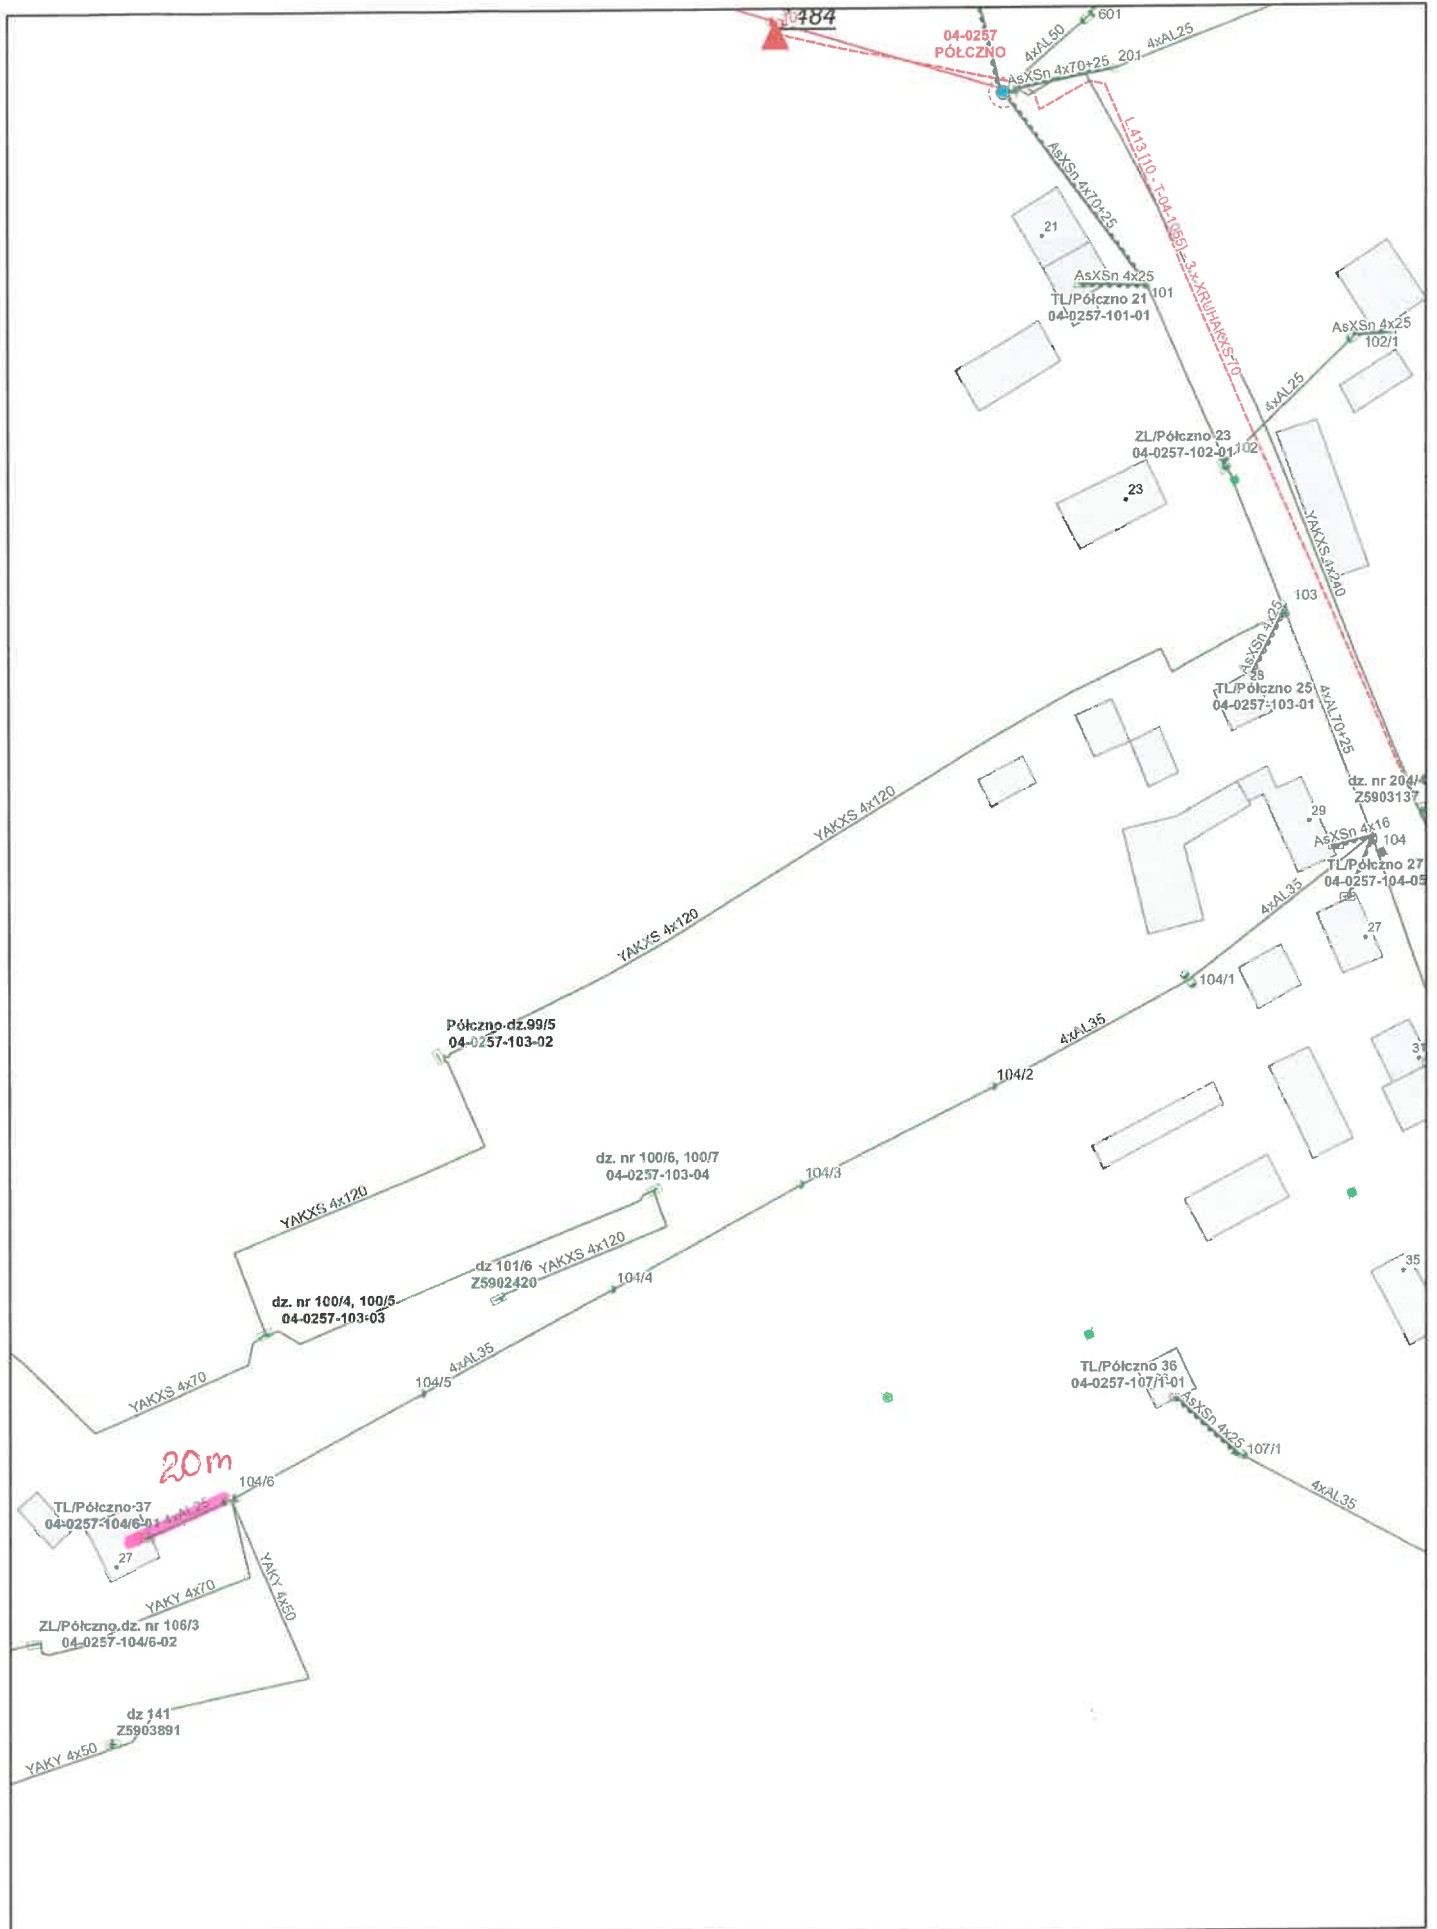 484
601
04-0257
PÓŁCZNO
4xAL50
4xAL25
AsXSn 4x70+25
201
L.413 [10 - T-04-1055] - 3 x XRUHAKXS 70
AsXSn 4x70+25
21
AsXSn 4x25
101
TL/Półczno 21
04-0257-101-01
AsXSn 4x25
102/1
4xAL25
ZL/Półczno 23
04-0257-102-01
102
23
YAKXS 4x240
103
AsXSn 4x25
TL/Półczno 25
04-0257-103-01
4xAL70+25
dz. nr 204/4
Z5903137
YAKXS 4x120
29
AsXSn 4x16
104
TL/Półczno 27
04-0257-104-05
4xAL35
YAKXS 4x120
27
104/1
Półczno dz.99/5
04-0257-103-02
4xAL35
31
104/2
dz. nr 100/6, 100/7
04-0257-103-04
104/3
YAKXS 4x120
YAKXS 4x120
dz 101/6
Z5902420
104/4
35
dz. nr 100/4, 100/5
04-0257-103-03
4xAL35
104/5
YAKXS 4x70
TL/Półczno 36
04-0257-107/1-01
AsXSn 4x25
107/1
4xAL35
20m
104/6
TL/Półczno 37
04-0257-104/6-01
4xAL25
27
YAKY 4x70
YAKY 4x50
ZL/Półczno.dz. nr 106/3
04-0257-104/6-02
dz 141
Z5903891
YAKY 4x50